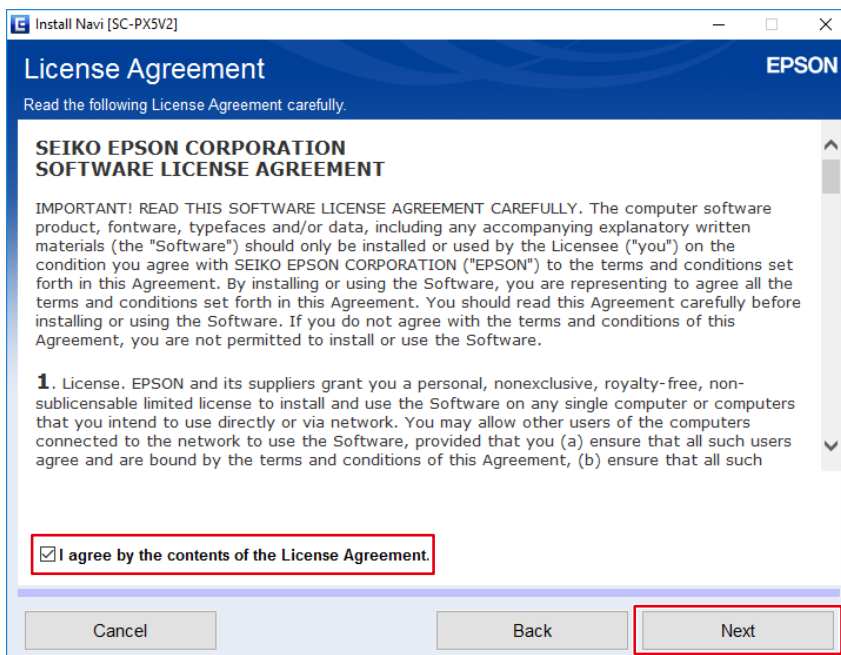 Install Navi [SC-PX5V2]
License Agreement
EPSON
Read the following License Agreement carefully.
SEIKO EPSON CORPORATION
SOFTWARE LICENSE AGREEMENT
IMPORTANT! READ THIS SOFTWARE LICENSE AGREEMENT CAREFULLY. The computer software
product, fontware, typefaces and/or data, including any accompanying explanatory written
materials (the "Software") should only be installed or used by the Licensee ("you") on the
condition you agree with SEIKO EPSON CORPORATION ("EPSON") to the terms and conditions set
forth in this Agreement. By installing or using the Software, you are representing to agree all the
terms and conditions set forth in this Agreement. You should read this Agreement carefully before
installing or using the Software. If you do not agree with the terms and conditions of this
Agreement, you are not permitted to install or use the Software.
1. License. EPSON and its suppliers grant you a personal, nonexclusive, royalty-free, non-
sublicensable limited license to install and use the Software on any single computer or computers
that you intend to use directly or via network. You may allow other users of the computers
connected to the network to use the Software, provided that you (a) ensure that all such users
agree and are bound by the terms and conditions of this Agreement, (b) ensure that all such
I agree by the contents of the License Agreement.
Cancel
Back
Next